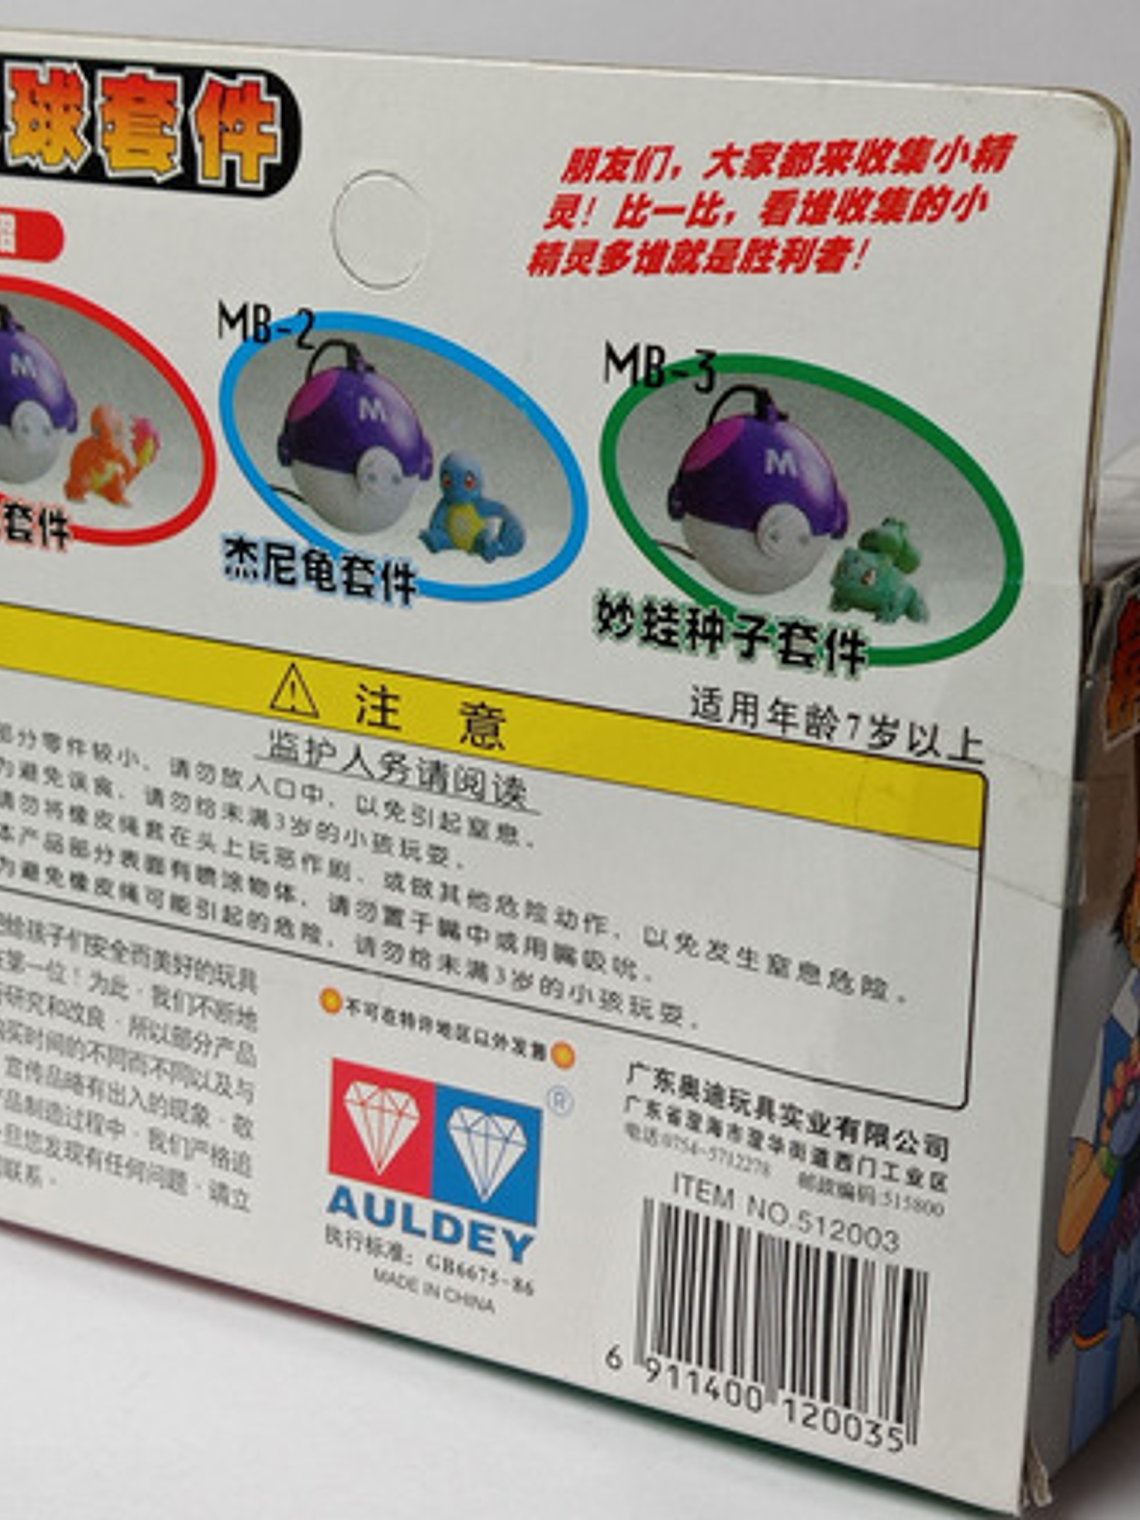 球套件
绍
朋友们，大家都来收集小精
灵！比一比，看谁收集的小
精灵多谁就是胜利者！
M
套件
MB-2
M
杰尼龟套件
MB-3
M
妙蛙种子套件
适用年龄7岁以上
注 意
监护人务请阅读
部分零件较小、请勿放入口中、以免引起窒息。
为避免误食、请勿给未满3岁的小孩玩耍。
请勿将橡皮绳套在头上玩恶作剧、或做其他危险动作、以免发生窒息危险。
本产品部分表面有喷涂物体、请勿置于嘴中或用嘴吸吮。
为避免橡皮绳可能引起的危险、请勿给未满3岁的小孩玩耍。
给孩子们安全而美好的玩具
第一位！为此，我们不断地
研究和改良，所以部分产品
购买时间的不同而不同以及与
宣传品略有出入的现象，敬
产品制造过程中，我们严格追
一旦您发现有任何问题，请立
联系。
不可在特许地区以外发售
®
AULDEY
执行标准：GB6675-86
MADE IN CHINA
广东奥迪玩具实业有限公司
广东省澄海市澄华街道西门工业区
电话:0754-5712278 邮政编码:515800
ITEM NO.512003
6 911400 120035